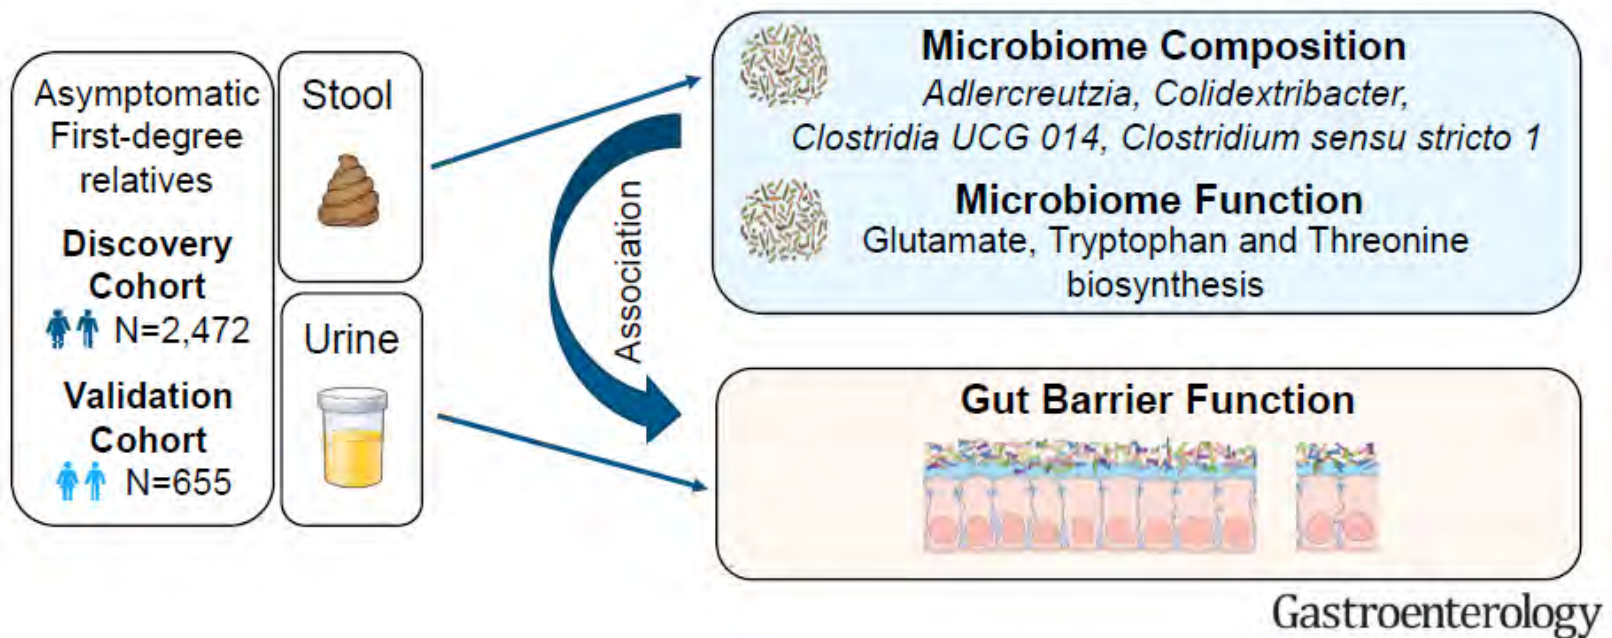 Asymptomatic
First-degree
relatives
Discovery
Cohort
N=2,472
Validation
Cohort
N=655
Stool
Urine
Association
Microbiome Composition
Adlercreutzia, Colidextribacter,
Clostridia UCG 014, Clostridium sensu stricto 1
Microbiome Function
Glutamate, Tryptophan and Threonine
biosynthesis
Gut Barrier Function
Gastroenterology